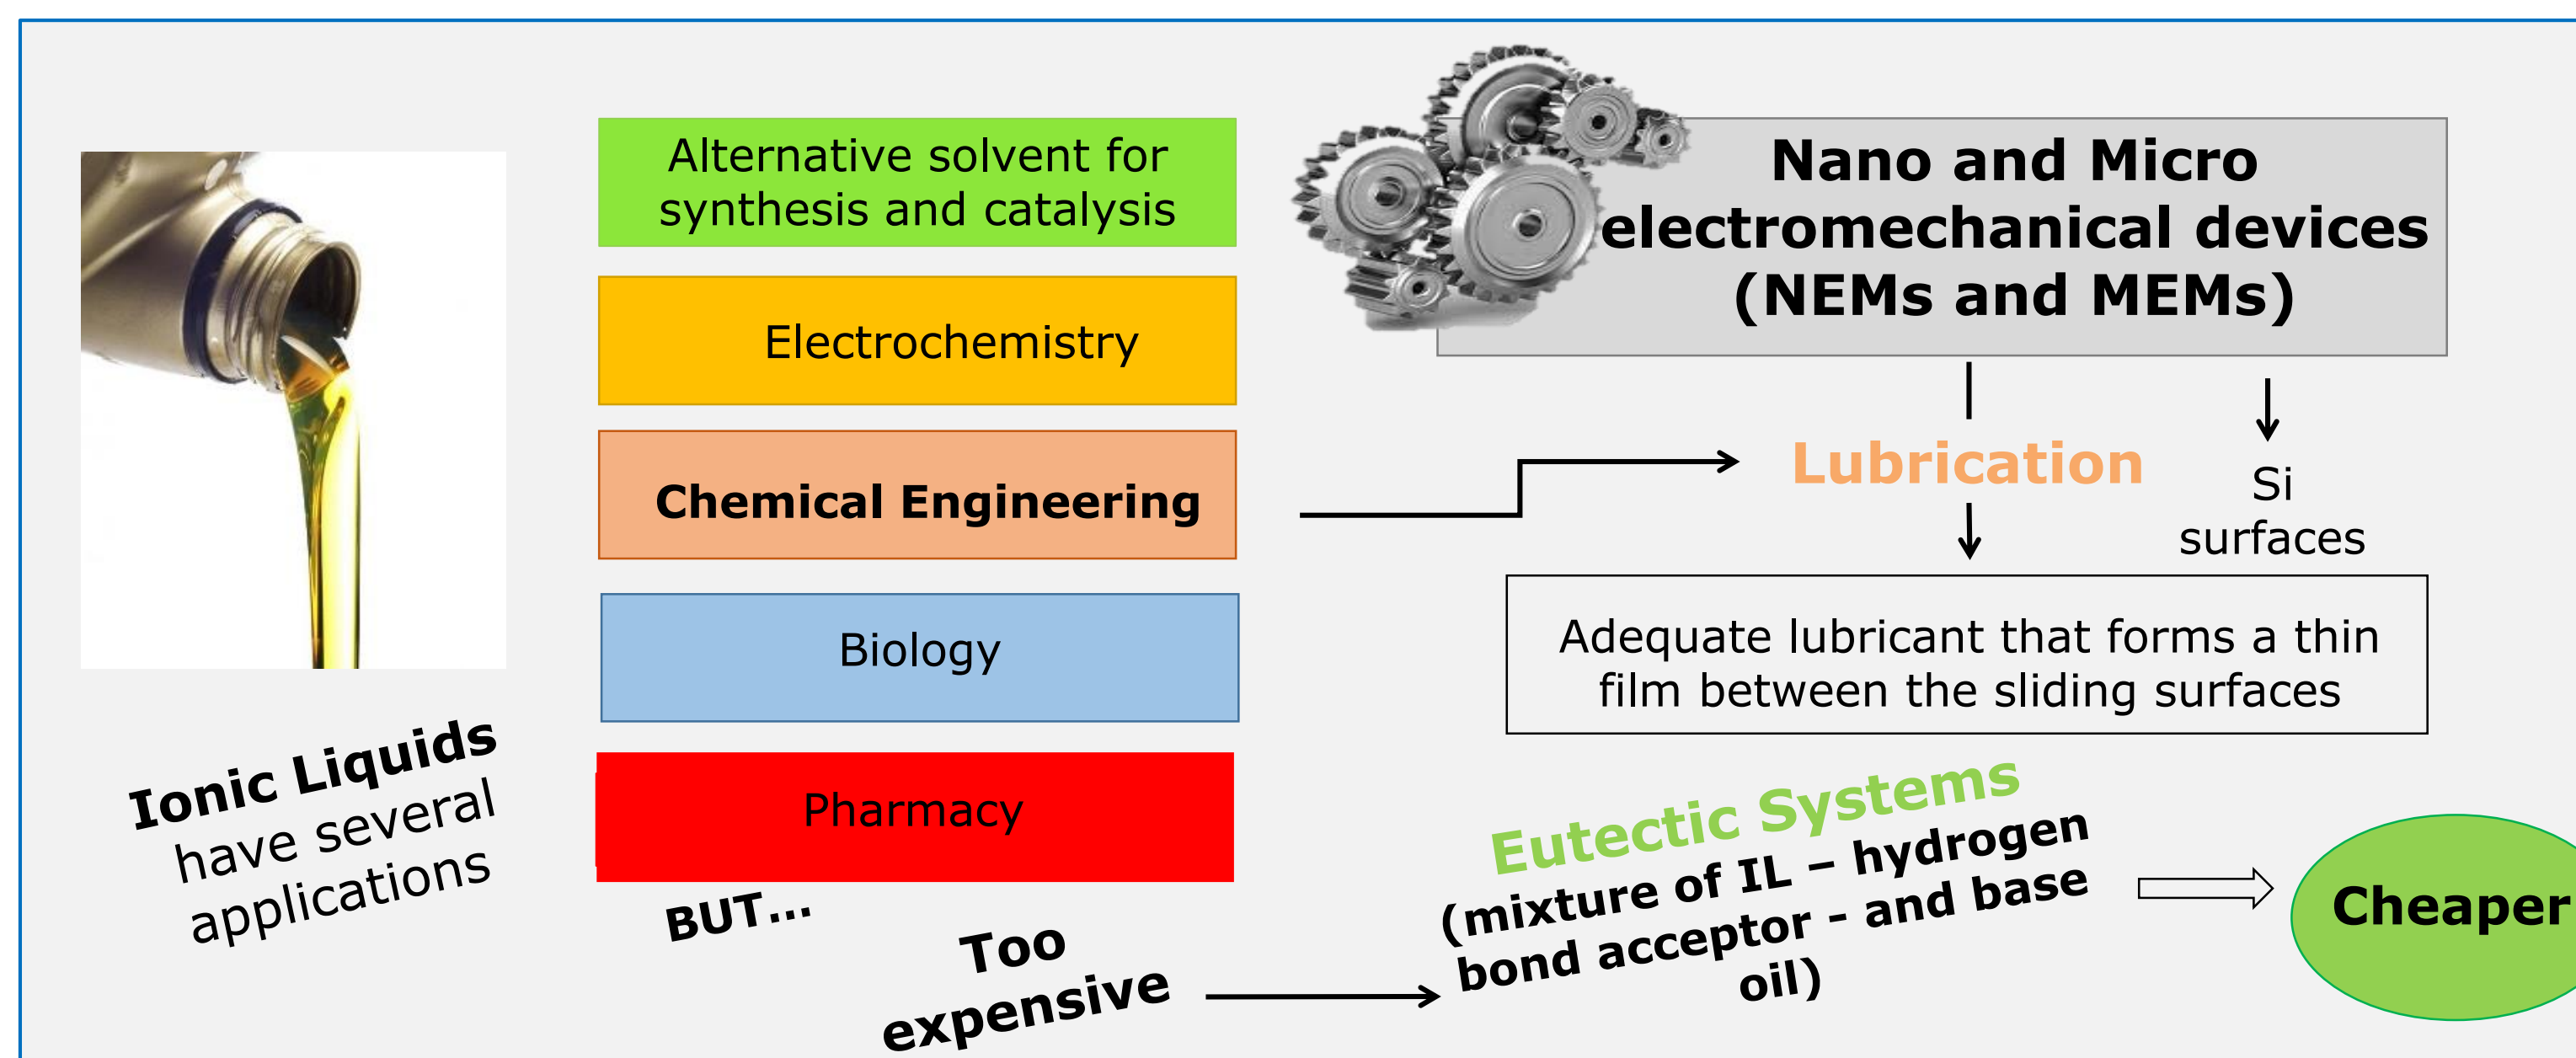 Alternative solvent for
synthesis and catalysis
Electrochemistry
Chemical Engineering
Biology
Pharmacy
Ionic Liquids
have several
applications
BUT...
Too
expensive
Nano and Micro
electromechanical devices
(NEMs and MEMs)
Lubrication
Si
surfaces
Adequate lubricant that forms a thin
film between the sliding surfaces
Eutectic Systems
(mixture of IL – hydrogen
bond acceptor - and base
oil)
Cheaper